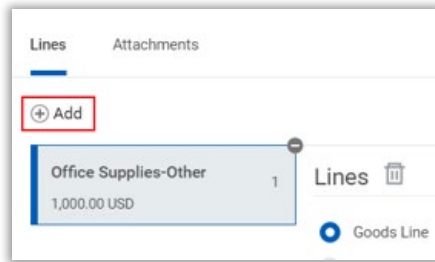 Lines Attachments
Add
Office Supplies-Other 1
1,000.00 USD
Lines
Goods Line